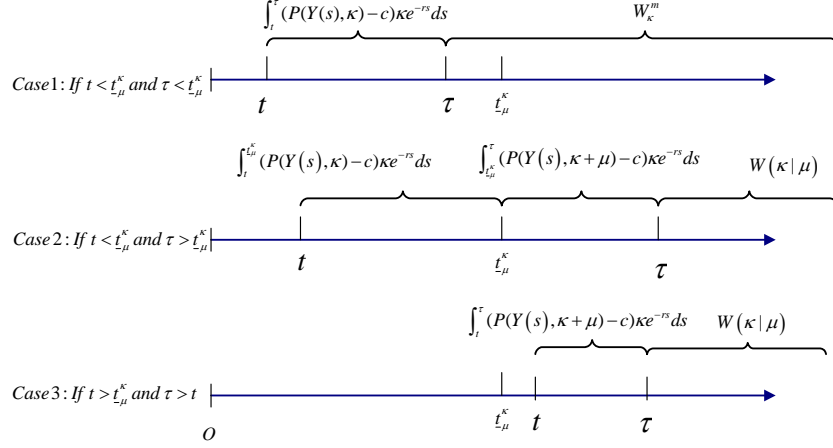 ∫_t^τ (P(Y(s),κ)−c)κe^{−rs}ds W_κ^m
Case1: If t < t̲_μ^κ and τ < t̲_μ^κ
t τ t̲_μ^κ
∫_t^{t̲_μ^κ} (P(Y(s),κ)−c)κe^{−rs}ds ∫_{t̲_μ^κ}^τ (P(Y(s),κ+μ)−c)κe^{−rs}ds W(κ|μ)
Case2: If t < t̲_μ^κ and τ > t̲_μ^κ
t t̲_μ^κ τ
∫_t^τ (P(Y(s),κ+μ)−c)κe^{−rs}ds W(κ|μ)
Case3: If t > t̲_μ^κ and τ > t
t̲_μ^κ t τ
O